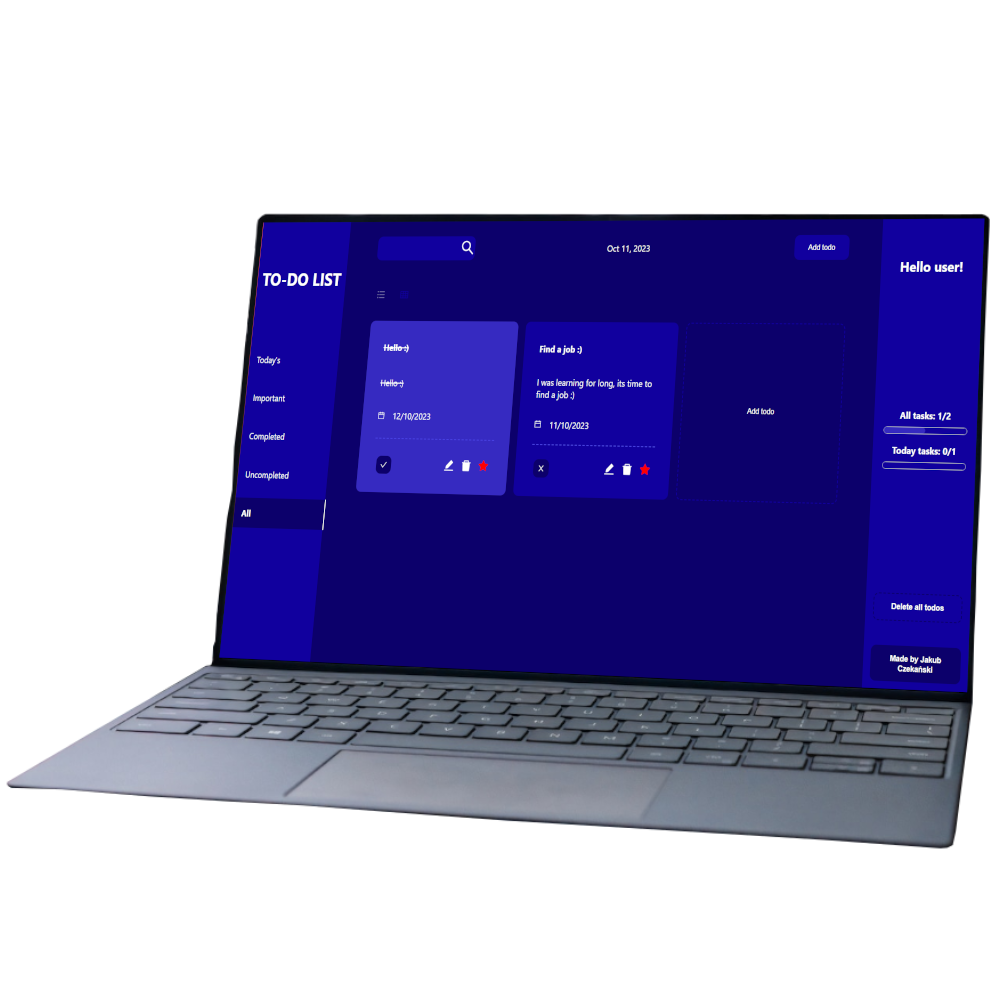 TO-DO LIST
Today's
Important
Completed
Uncompleted
All
Oct 11, 2023
Add todo
Hello :)
Hello :)
12/10/2023
Find a job :)
I was learning for long, its time to
find a job :)
11/10/2023
x
Add todo
Hello user!
All tasks: 1/2
Today tasks: 0/1
Delete all todos
Made by Jakub
Czekański